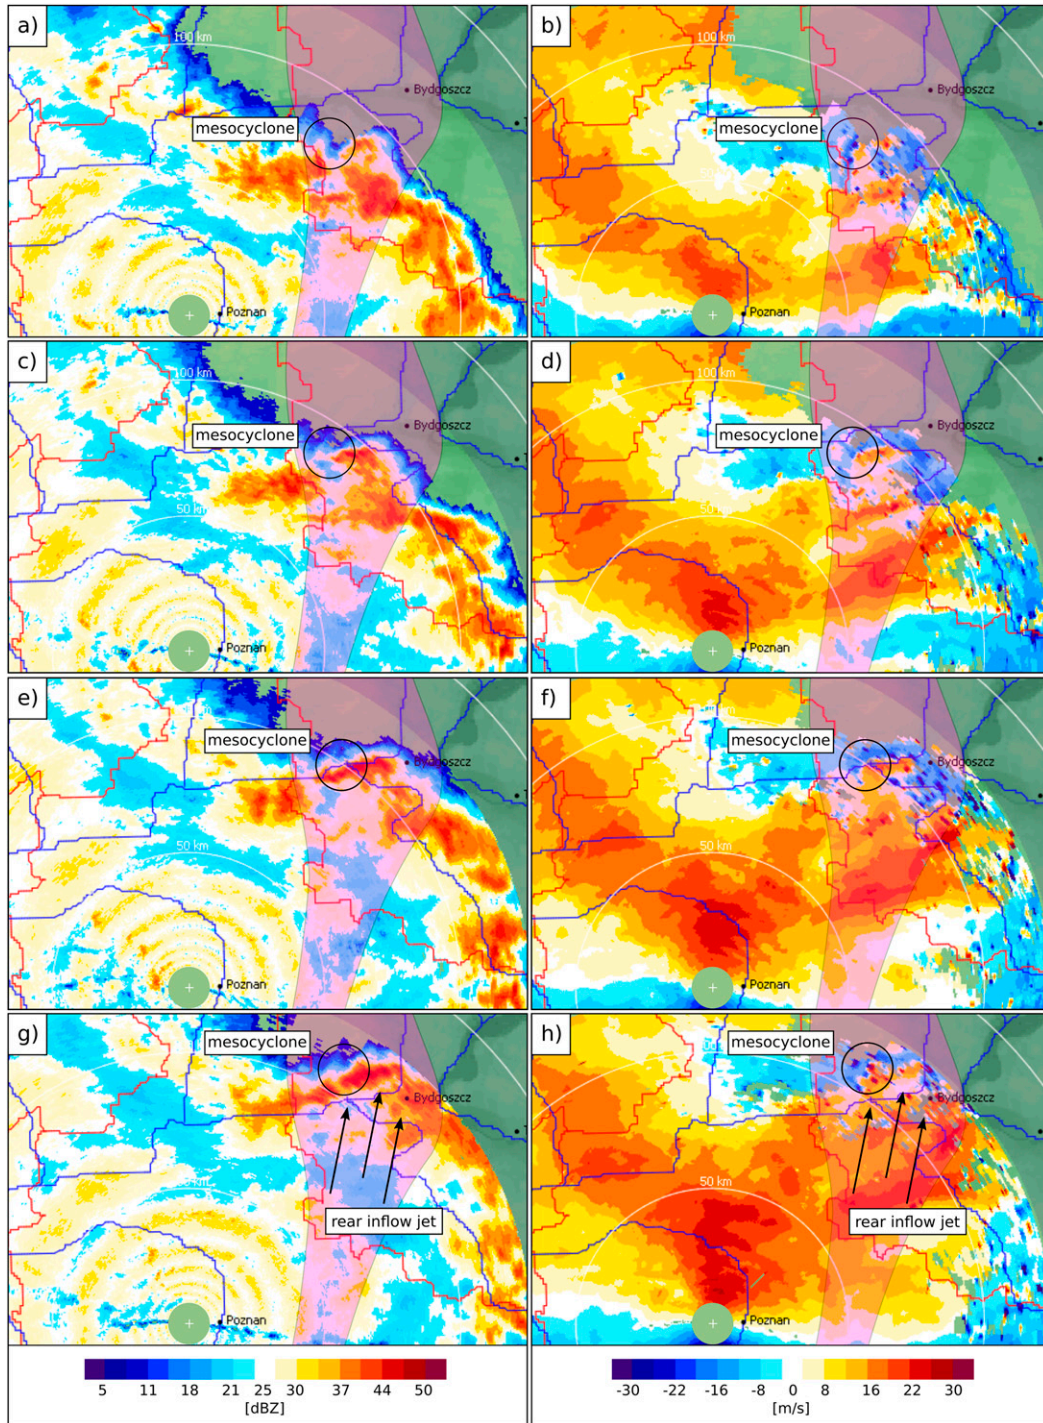 a)
100 km
Bydgoszcz
mesocyclone
Poznan
b)
100 km
Bydgoszcz
mesocyclone
Poznan
c)
100 km
Bydgoszcz
mesocyclone
50 km
Poznan
d)
100 km
Bydgoszcz
mesocyclone
50 km
Poznan
e)
mesocyclone
Bydgoszcz
50 km
Poznan
f)
mesocyclone
Bydgoszcz
50 km
Poznan
g)
mesocyclone
Bydgoszcz
rear inflow jet
Poznan
h)
mesocyclone
Bydgoszcz
50 km
rear inflow jet
Poznan
5 11 18 21 25 30 37 44 50
[dBZ]
-30 -22 -16 -8 0 8 16 22 30
[m/s]